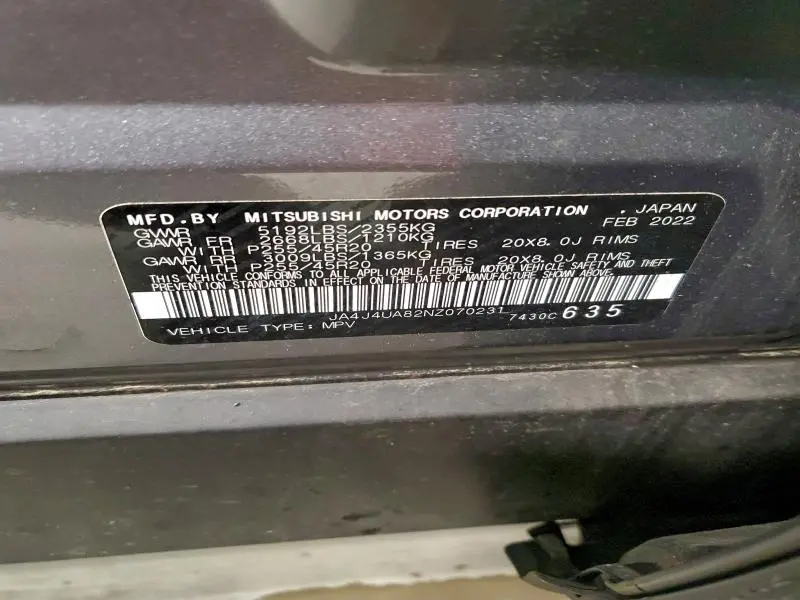 MFD.BY MITSUBISHI MOTORS CORPORATION , JAPAN
FEB 2022
GVWR 5192LBS/2355KG
GAWR FR 2668LBS/1210KG
WITH P255/45R20 TIRES 20X8.0J RIMS
GAWR RR 3009LBS/1365KG
WITH P255/45R20 TIRES 20X8.0J RIMS
THIS VEHICLE CONFORMS TO ALL APPLICABLE FEDERAL MOTOR VEHICLE SAFETY AND THEFT
PREVENTION STANDARDS IN EFFECT ON THE DATE OF MANUFACTURE SHOWN ABOVE.
JA4J4UA82NZ070231 7430C 635
VEHICLE TYPE: MPV